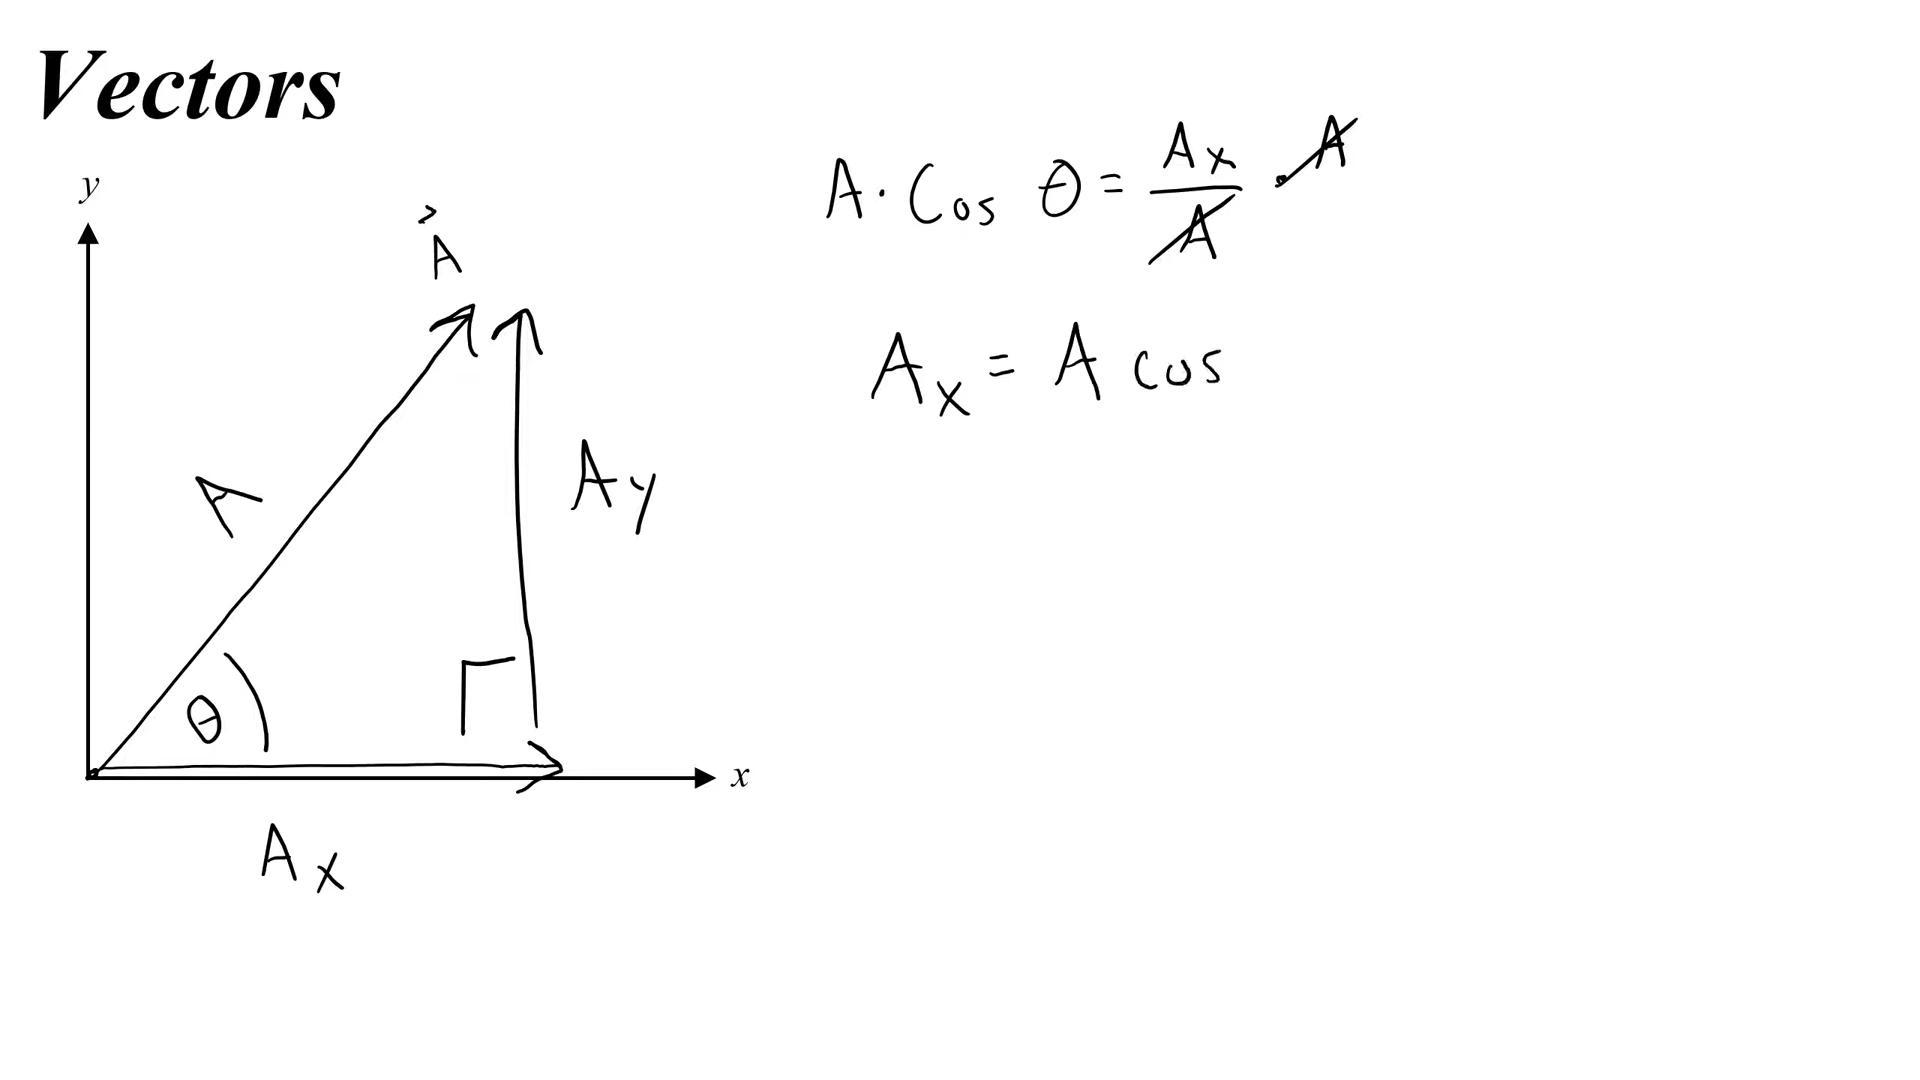 Vectors
y
A⃗
A
θ
Ay
x
Ax
A · Cos θ = Ax/A · A
Ax = A cos